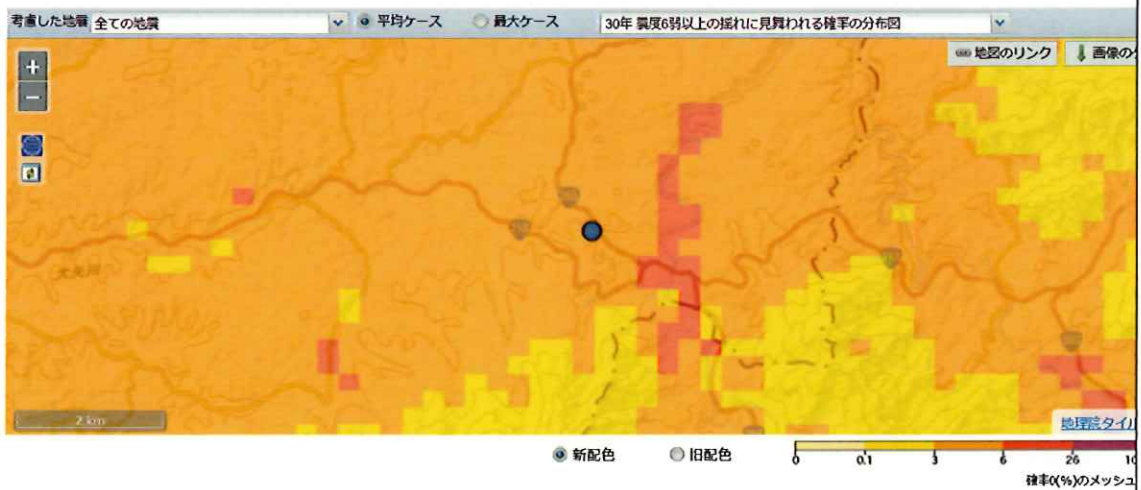 考慮した地震 全ての地震 平均ケース 最大ケース 30年 震度6弱以上の揺れに見舞われる確率の分布図
地図のリンク 画像の
+
−
2 km
地理院タイル
新配色 旧配色
0 0.1 3 6 26 10
確率0(%)のメッシュ